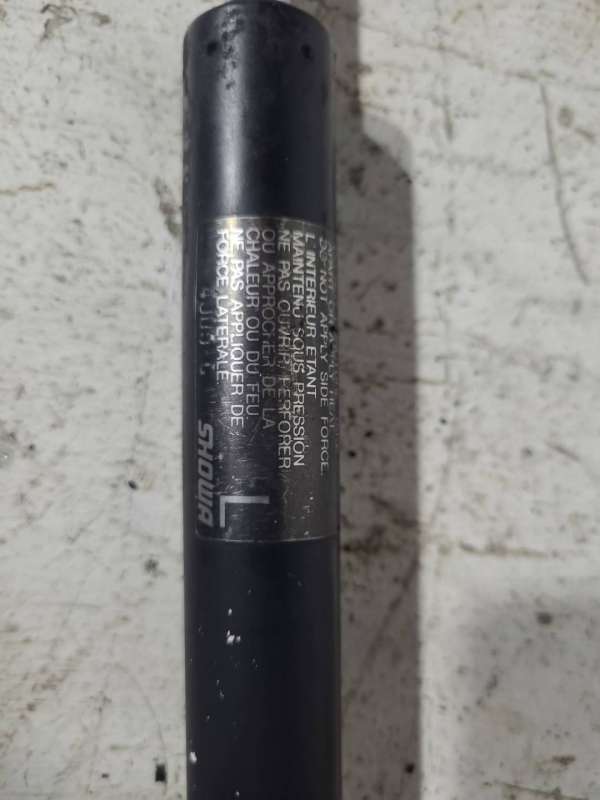 DO NOT APPLY SIDE FORCE.
L'INTERIEUR ETANT
MAINTENU SOUS PRESSION
NE PAS OUVRIR PERFORER
OU APPROCHER DE LA
CHALEUR OU DU FEU.
NE PAS APPLIQUER DE
FORCE LATERALE
L
SHOWA